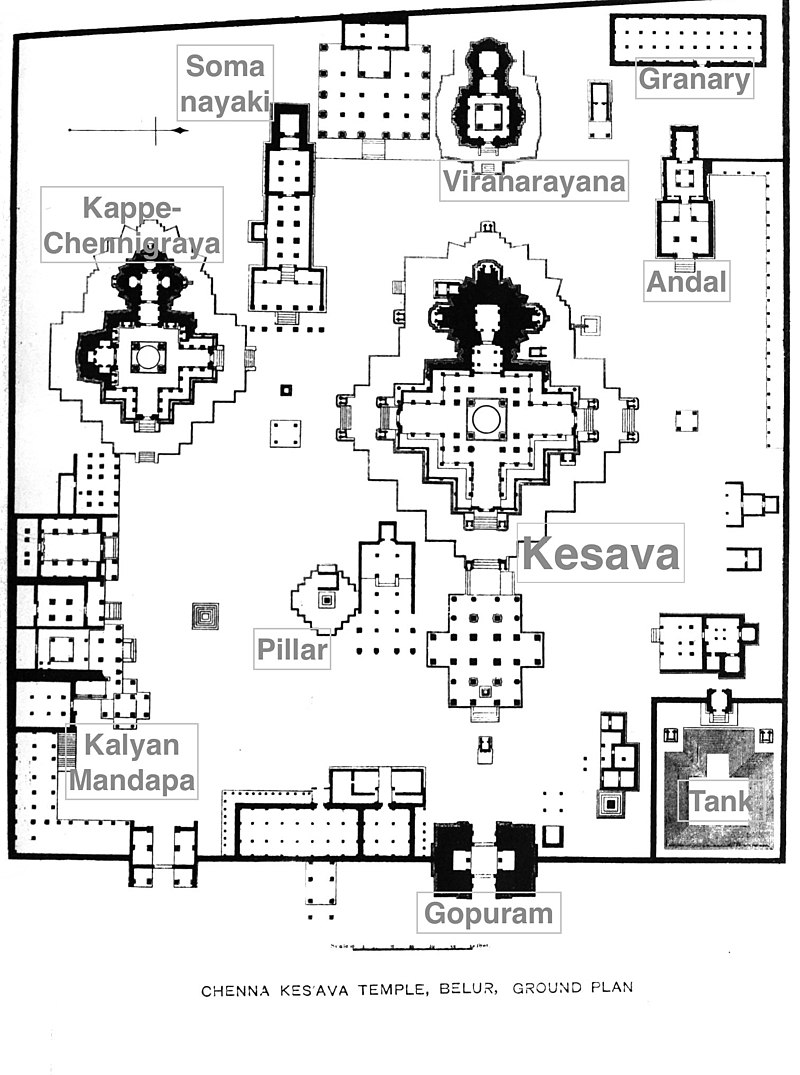 Soma
nayaki
Granary
Viranarayana
Kappe-
Chennigraya
Andal
Kesava
Pillar
Kalyan
Mandapa
Tank
Gopuram
CHENNA KES'AVA TEMPLE, BELUR, GROUND PLAN